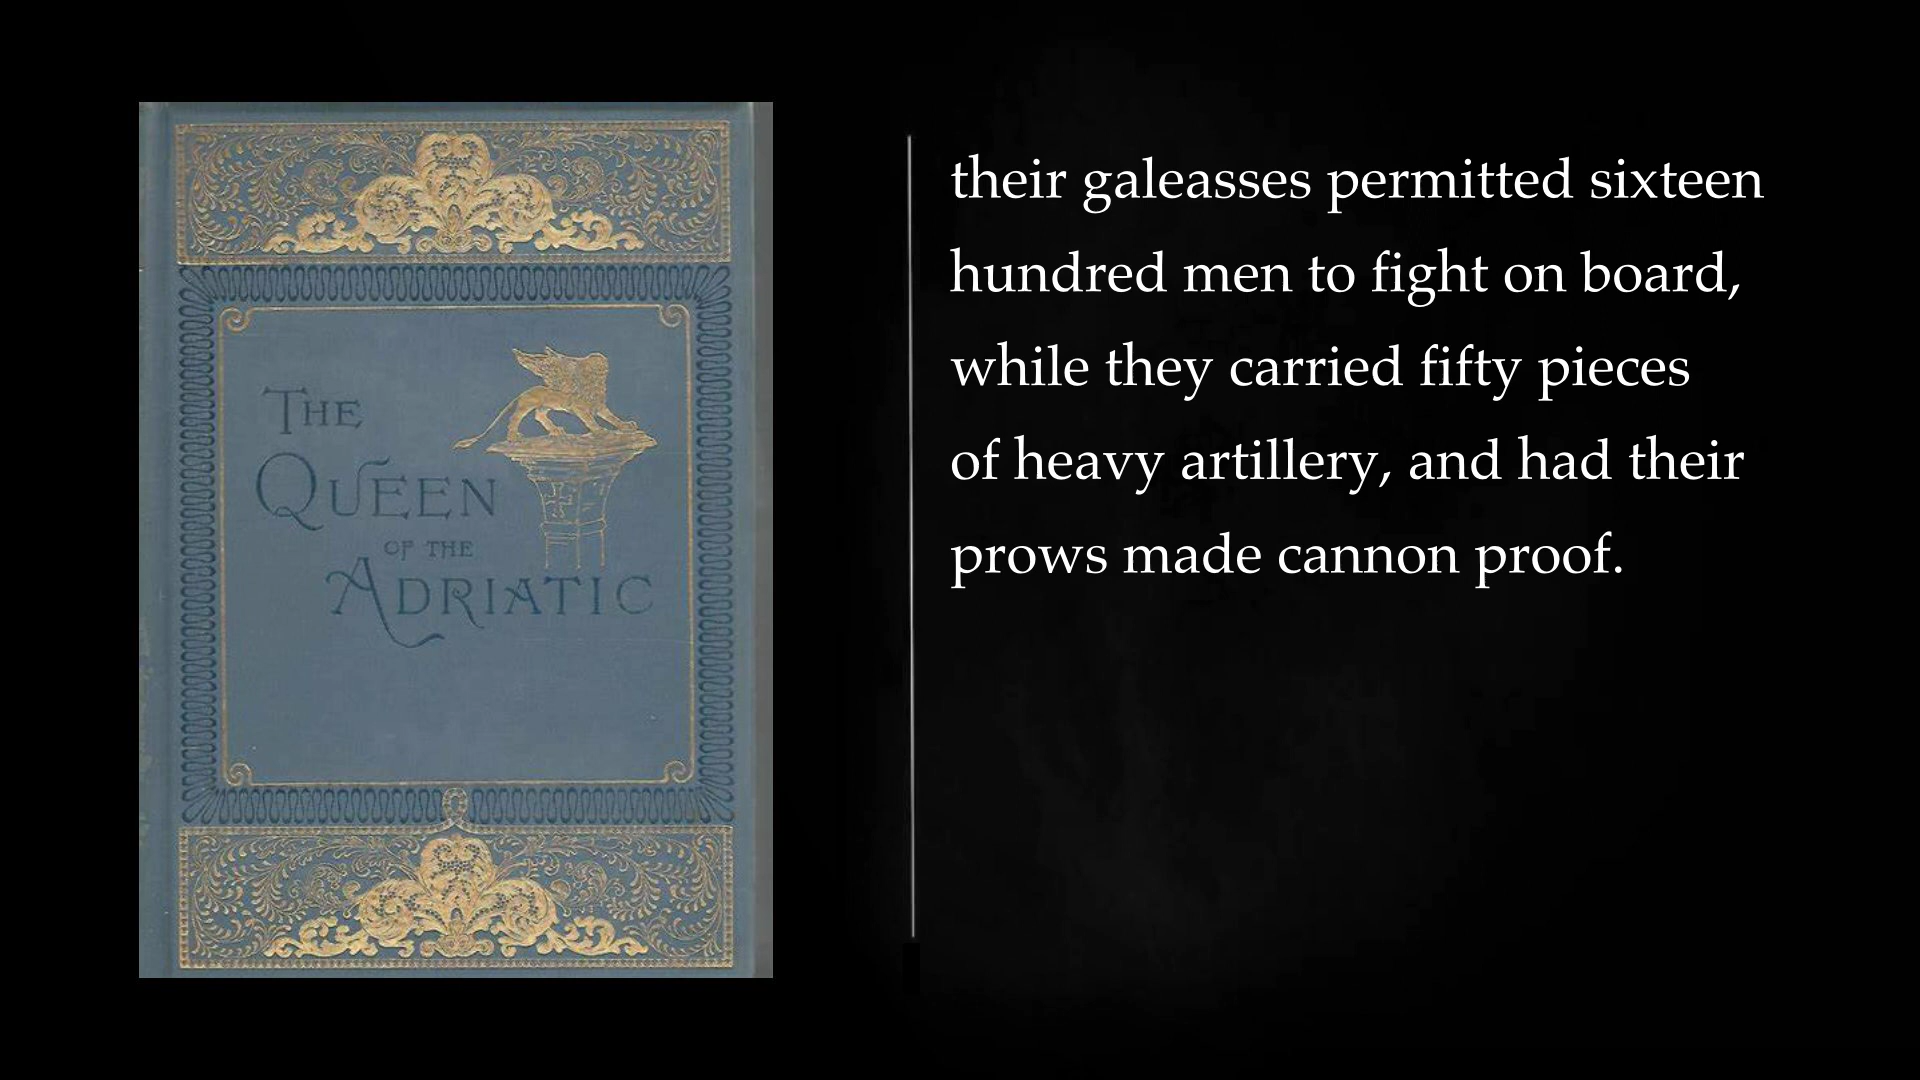 The
Queen
of the
Adriatic
their galeasses permitted sixteen
hundred men to fight on board,
while they carried fifty pieces
of heavy artillery, and had their
prows made cannon proof.